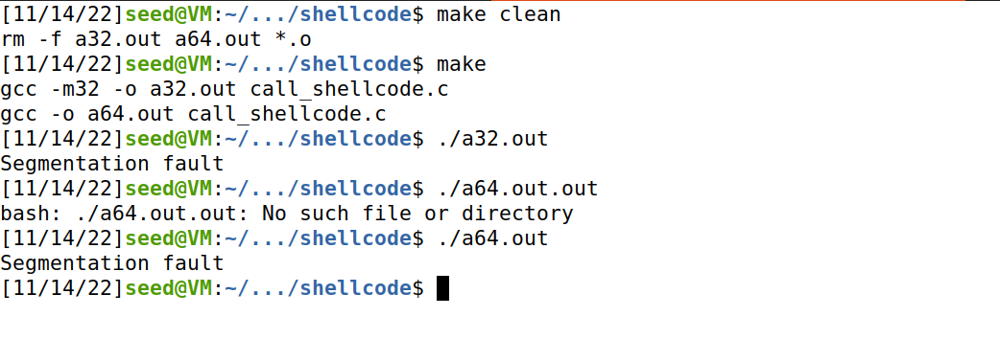 [11/14/22]seed@VM:~/.../shellcode$ make clean
rm -f a32.out a64.out *.o
[11/14/22]seed@VM:~/.../shellcode$ make
gcc -m32 -o a32.out call_shellcode.c
gcc -o a64.out call_shellcode.c
[11/14/22]seed@VM:~/.../shellcode$ ./a32.out
Segmentation fault
[11/14/22]seed@VM:~/.../shellcode$ ./a64.out.out
bash: ./a64.out.out: No such file or directory
[11/14/22]seed@VM:~/.../shellcode$ ./a64.out
Segmentation fault
[11/14/22]seed@VM:~/.../shellcode$